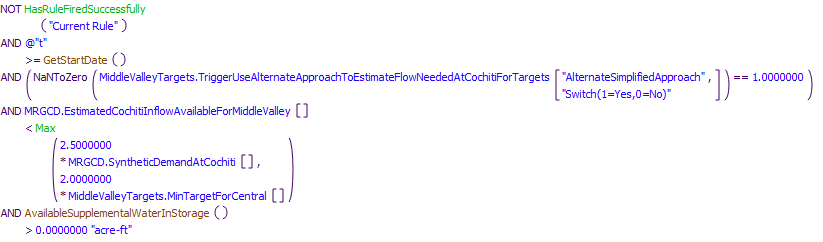 NOT HasRuleFiredSuccessfully
( "Current Rule" )
AND @"t"
>= GetStartDate ()
AND ( NaNToZero ( MiddleValleyTargets.TriggerUseAlternateApproachToEstimateFlowNeededAtCochitiForTargets [ "AlternateSimplifiedApproach" , ] ) == 1.0000000 )
"Switch(1=Yes,0=No)"
AND MRGCD.EstimatedCochitiInflowAvailableForMiddleValley []
< Max
( 2.5000000
* MRGCD.SyntheticDemandAtCochiti [] ,
2.0000000
* MiddleValleyTargets.MinTargetForCentral [] )
AND AvailableSupplementalWaterInStorage ()
> 0.0000000 "acre-ft"